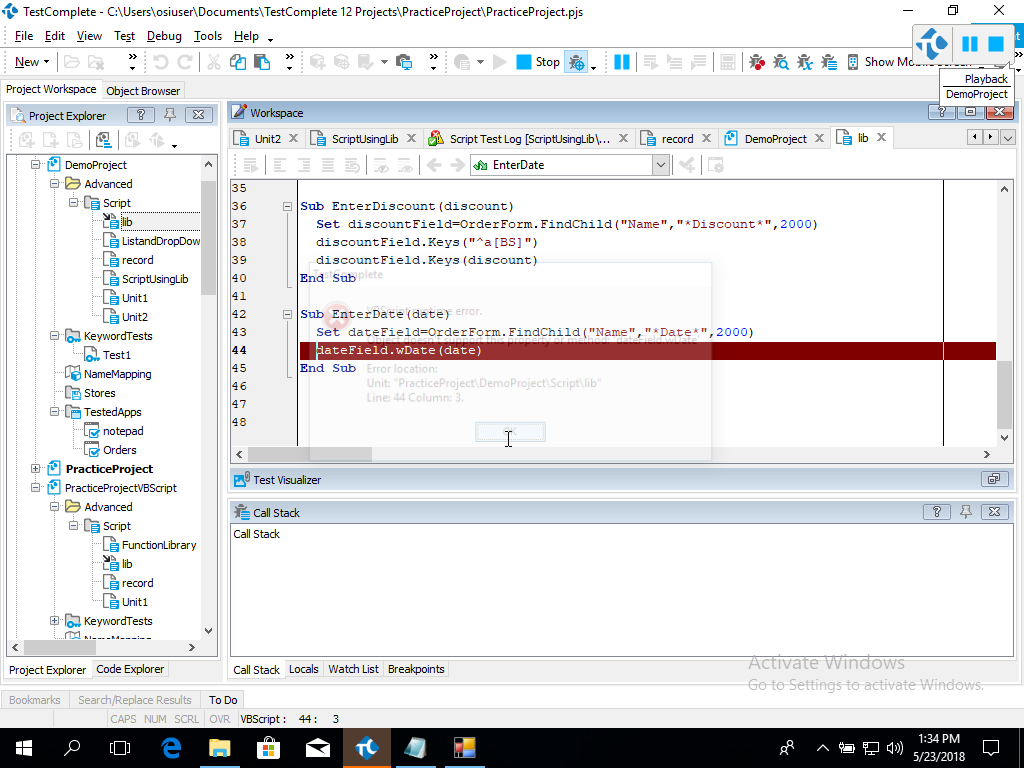 TestComplete - C:\Users\osiuser\Documents\TestComplete 12 Projects\PracticeProject\PracticeProject.pjs
File Edit View Test Debug Tools Help
New Stop Show Mo
Playback
DemoProject
Project Workspace Object Browser
Project Explorer
DemoProject
Advanced
Script
lib
ListandDropDow
record
ScriptUsingLib
Unit1
Unit2
KeywordTests
Test1
NameMapping
Stores
TestedApps
notepad
Orders
PracticeProject
PracticeProjectVBScript
Advanced
Script
FunctionLibrary
lib
record
Unit1
KeywordTests
NameMapping
Project Explorer Code Explorer
Workspace
Unit2 ScriptUsingLib Script Test Log [ScriptUsingLib\... record DemoProject lib
EnterDate
35
36 Sub EnterDiscount(discount)
37 Set discountField=OrderForm.FindChild("Name","*Discount*",2000)
38 discountField.Keys("^a[BS]")
39 discountField.Keys(discount)
40 End Sub
41
42 Sub EnterDate(date)
43 Set dateField=OrderForm.FindChild("Name","*Date*",2000)
44 dateField.wDate(date)
45 End Sub
46
47
48
TestComplete
VBScript runtime error.
Object doesn't support this property or method: 'dateField.wDate'
Error location:
Unit: "PracticeProject\DemoProject\Script\lib"
Line: 44 Column: 3.
OK
Test Visualizer
Call Stack
Call Stack
Call Stack Locals Watch List Breakpoints
Activate Windows
Go to Settings to activate Windows.
Bookmarks Search/Replace Results To Do
CAPS NUM SCRL OVR VBScript : 44: 3
1:34 PM
5/23/2018